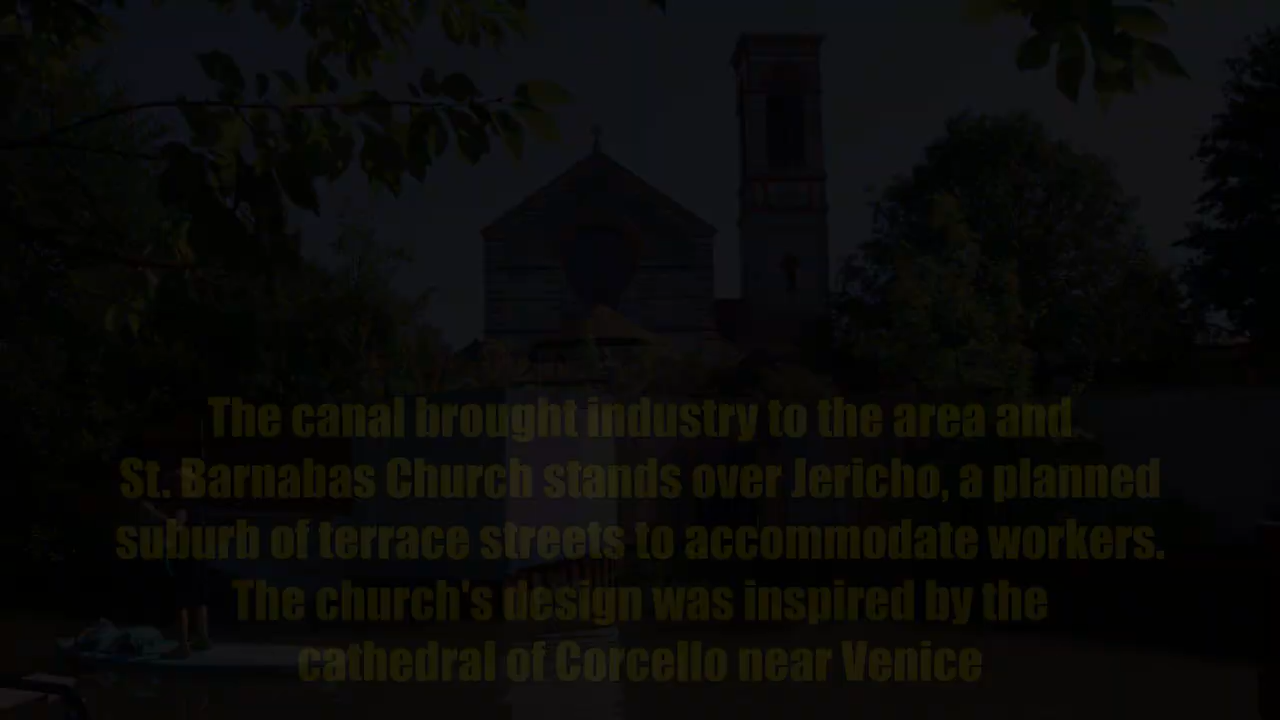 The canal brought industry to the area and
St. Barnabas Church stands over Jericho, a planned
suburb of terrace streets to accommodate workers.
The church's design was inspired by the
cathedral of Corcello near Venice